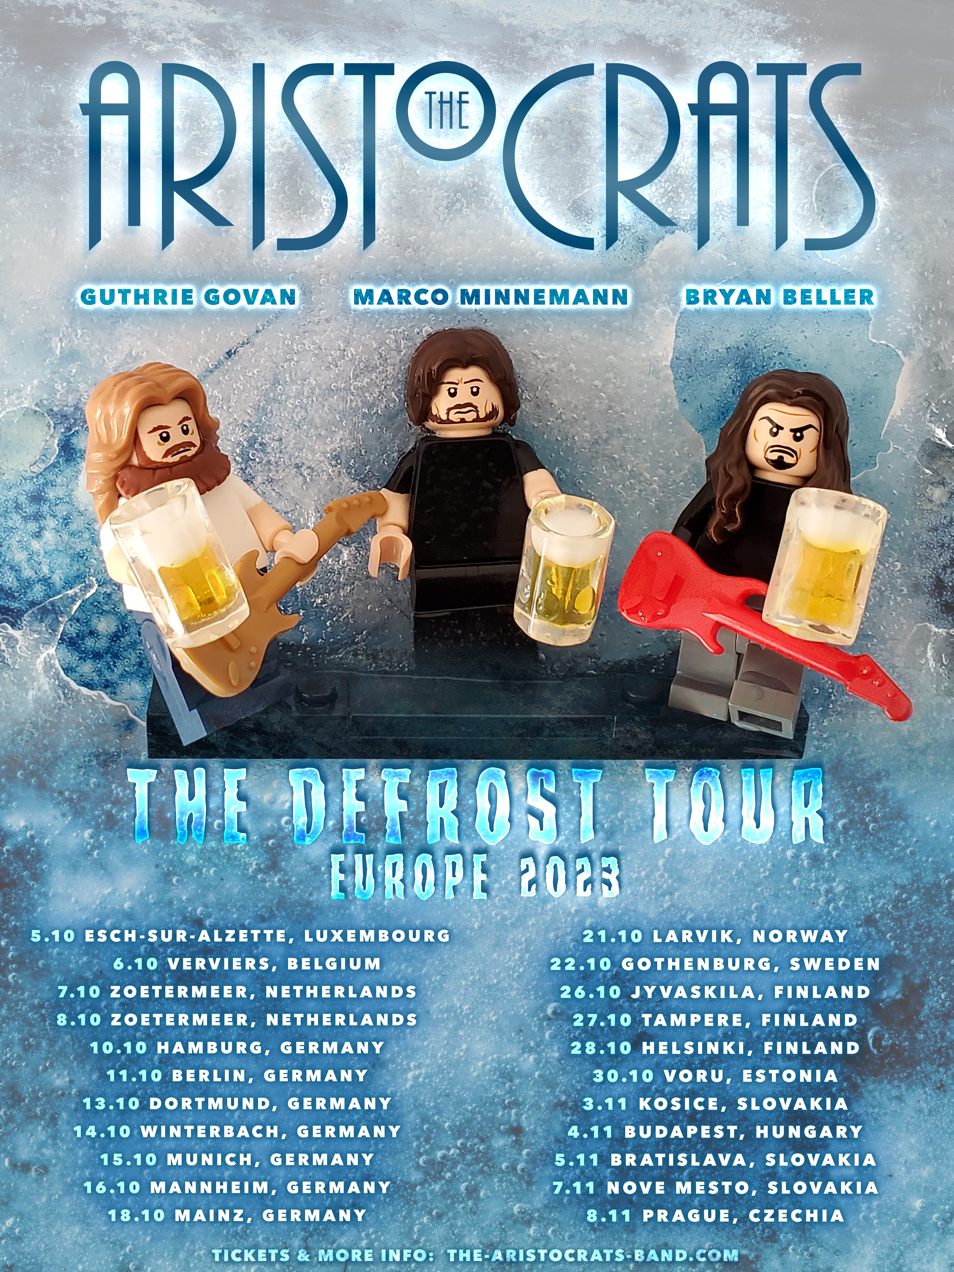 THE ARISTOCRATS
GUTHRIE GOVAN MARCO MINNEMANN BRYAN BELLER
THE DEFROST TOUR
EUROPE 2023
5.10 ESCH-SUR-ALZETTE, LUXEMBOURG
6.10 VERVIERS, BELGIUM
7.10 ZOETERMEER, NETHERLANDS
8.10 ZOETERMEER, NETHERLANDS
10.10 HAMBURG, GERMANY
11.10 BERLIN, GERMANY
13.10 DORTMUND, GERMANY
14.10 WINTERBACH, GERMANY
15.10 MUNICH, GERMANY
16.10 MANNHEIM, GERMANY
18.10 MAINZ, GERMANY
21.10 LARVIK, NORWAY
22.10 GOTHENBURG, SWEDEN
26.10 JYVASKILA, FINLAND
27.10 TAMPERE, FINLAND
28.10 HELSINKI, FINLAND
30.10 VORU, ESTONIA
3.11 KOSICE, SLOVAKIA
4.11 BUDAPEST, HUNGARY
5.11 BRATISLAVA, SLOVAKIA
7.11 NOVE MESTO, SLOVAKIA
8.11 PRAGUE, CZECHIA
TICKETS & MORE INFO: THE-ARISTOCRATS-BAND.COM